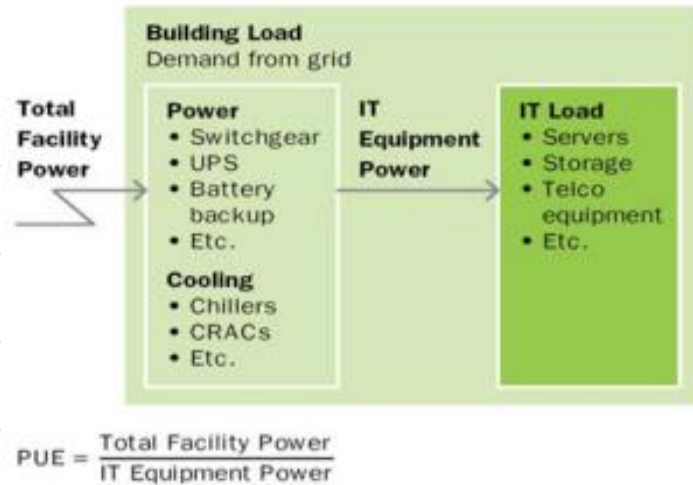 Building Load
Demand from grid
Total
Facility
Power
Power
• Switchgear
• UPS
• Battery
backup
• Etc.
Cooling
• Chillers
• CRACs
• Etc.
IT
Equipment
Power
IT Load
• Servers
• Storage
• Telco
equipment
• Etc.
PUE = Total Facility Power
IT Equipment Power